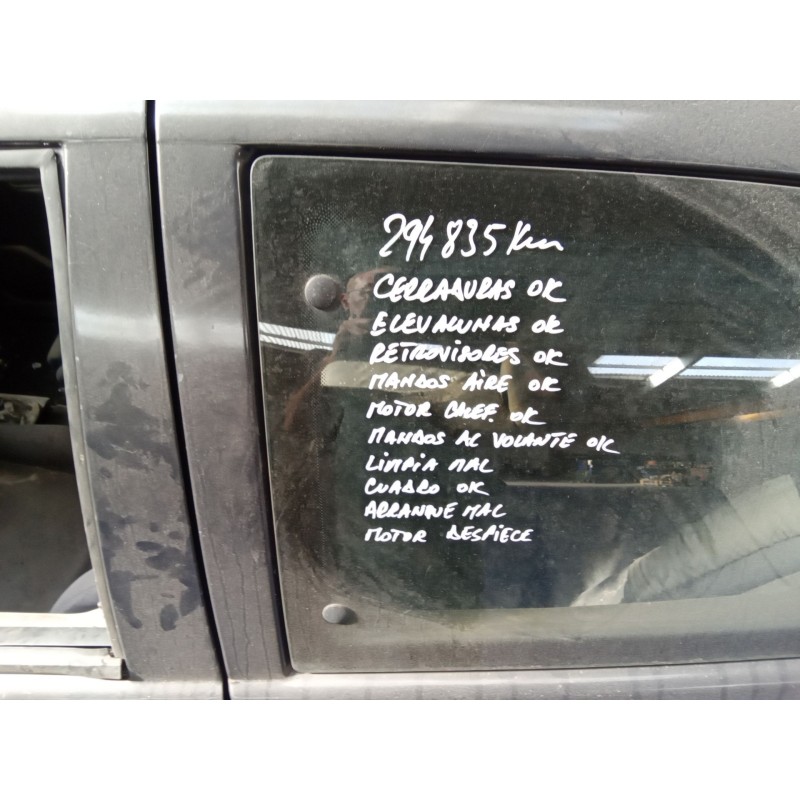 294835 Km
CERRADURAS OK
ELEVALUNAS OK
RETROVISORES OK
MANDOS AIRE OK
MOTOR CALEF. OK
MANDOS AL VOLANTE OK
LIMPIA MAL
CUADRO OK
ARRANQUE MAL
MOTOR DESPIECE